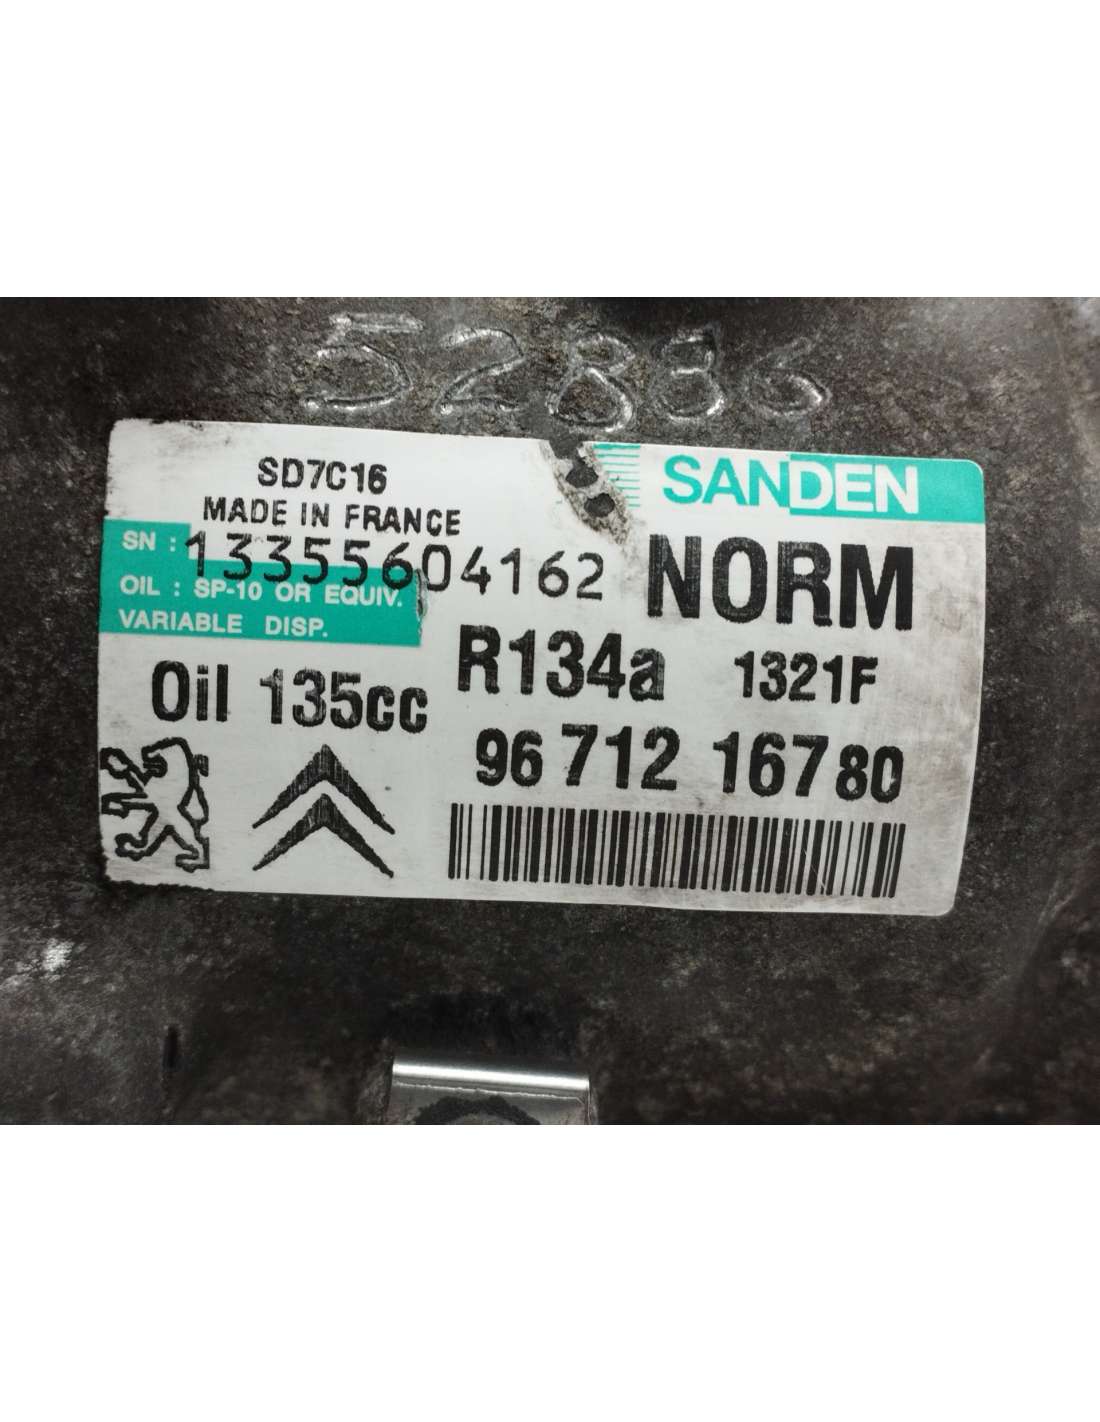 52886
SD7C16
SANDEN
MADE IN FRANCE
SN : 13355604162
NORM
OIL : SP-10 OR EQUIV.
VARIABLE DISP.
R134a 1321F
Oil 135cc
96 712 167 80